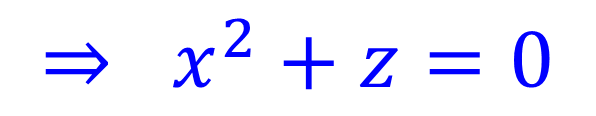 ⇒ x² + z = 0